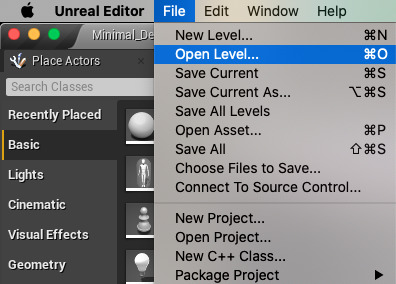 Unreal Editor File Edit Window Help
Minimal_De
Place Actors
Search Classes
Recently Placed
Basic
Lights
Cinematic
Visual Effects
Geometry
New Level... ⌘N
Open Level... ⌘O
Save Current ⌘S
Save Current As... ⌥⌘S
Save All Levels
Open Asset... ⌘P
Save All ⇧⌘S
Choose Files to Save...
Connect To Source Control...
New Project...
Open Project...
New C++ Class...
Package Project